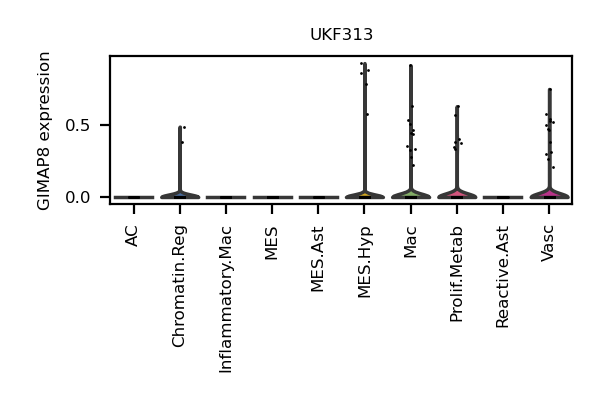 UKF313
GIMAP8 expression
0.5
0.0
AC
Chromatin.Reg
Inflammatory.Mac
MES
MES.Ast
MES.Hyp
Mac
Prolif.Metab
Reactive.Ast
Vasc